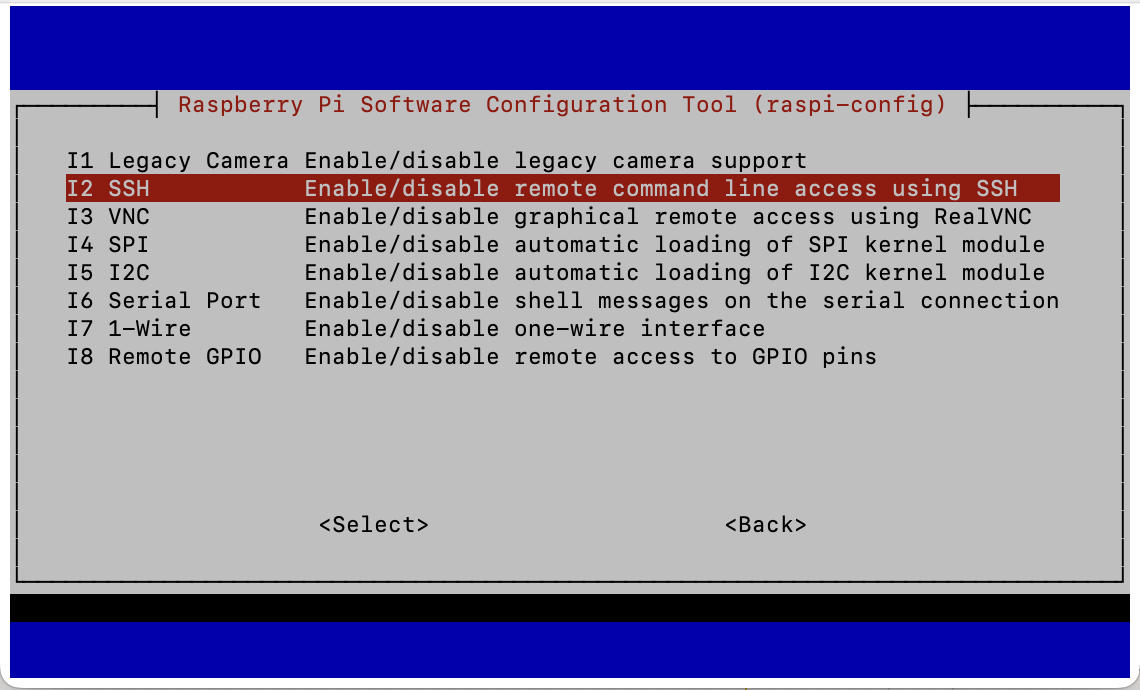 Raspberry Pi Software Configuration Tool (raspi-config)
I1 Legacy Camera Enable/disable legacy camera support
I2 SSH Enable/disable remote command line access using SSH
I3 VNC Enable/disable graphical remote access using RealVNC
I4 SPI Enable/disable automatic loading of SPI kernel module
I5 I2C Enable/disable automatic loading of I2C kernel module
I6 Serial Port Enable/disable shell messages on the serial connection
I7 1-Wire Enable/disable one-wire interface
I8 Remote GPIO Enable/disable remote access to GPIO pins
<Select> <Back>